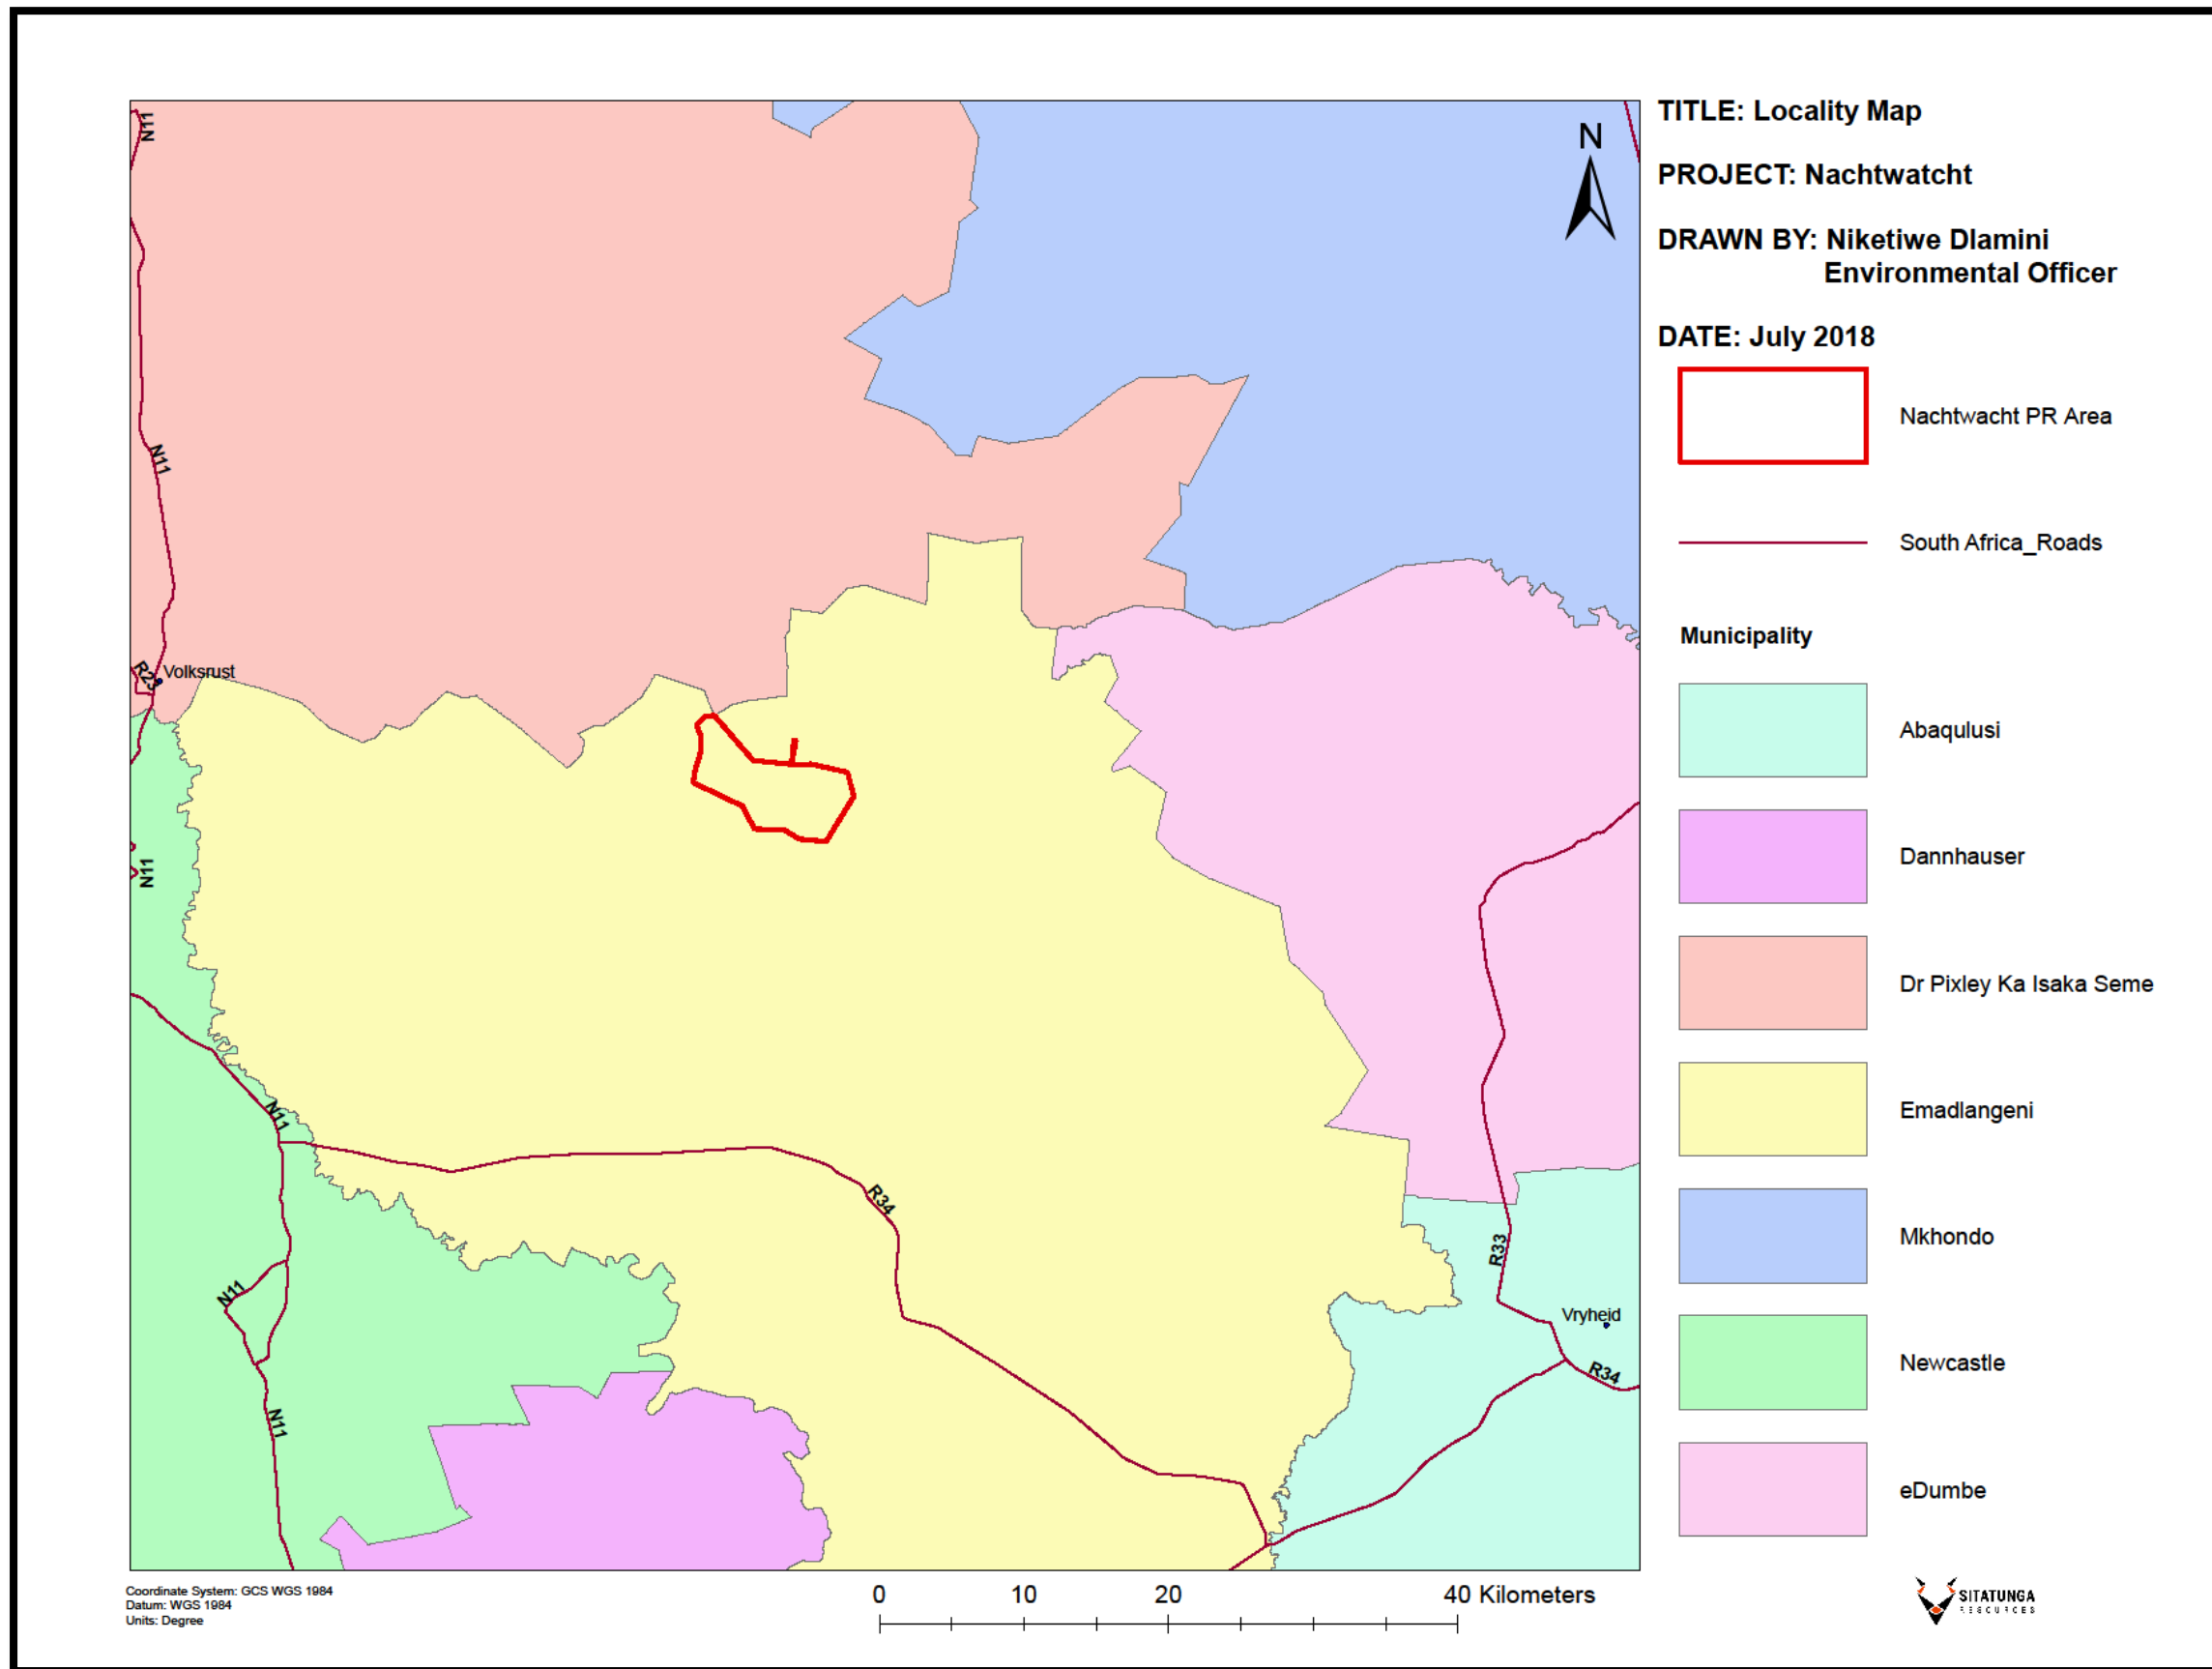 TITLE: Locality Map
PROJECT: Nachtwatcht
DRAWN BY: Niketiwe Dlamini
Environmental Officer
DATE: July 2018
Nachtwacht PR Area
South Africa_Roads
Municipality
Abaqulusi
Dannhauser
Dr Pixley Ka Isaka Seme
Emadlangeni
Mkhondo
Newcastle
eDumbe
N
N11
N11
R23
Volksrust
N11
N11
R34
N11
R33
Vryheid
R34
N11
Coordinate System: GCS WGS 1984
Datum: WGS 1984
Units: Degree
0 10 20 40 Kilometers
SITATUNGA
RESOURCES